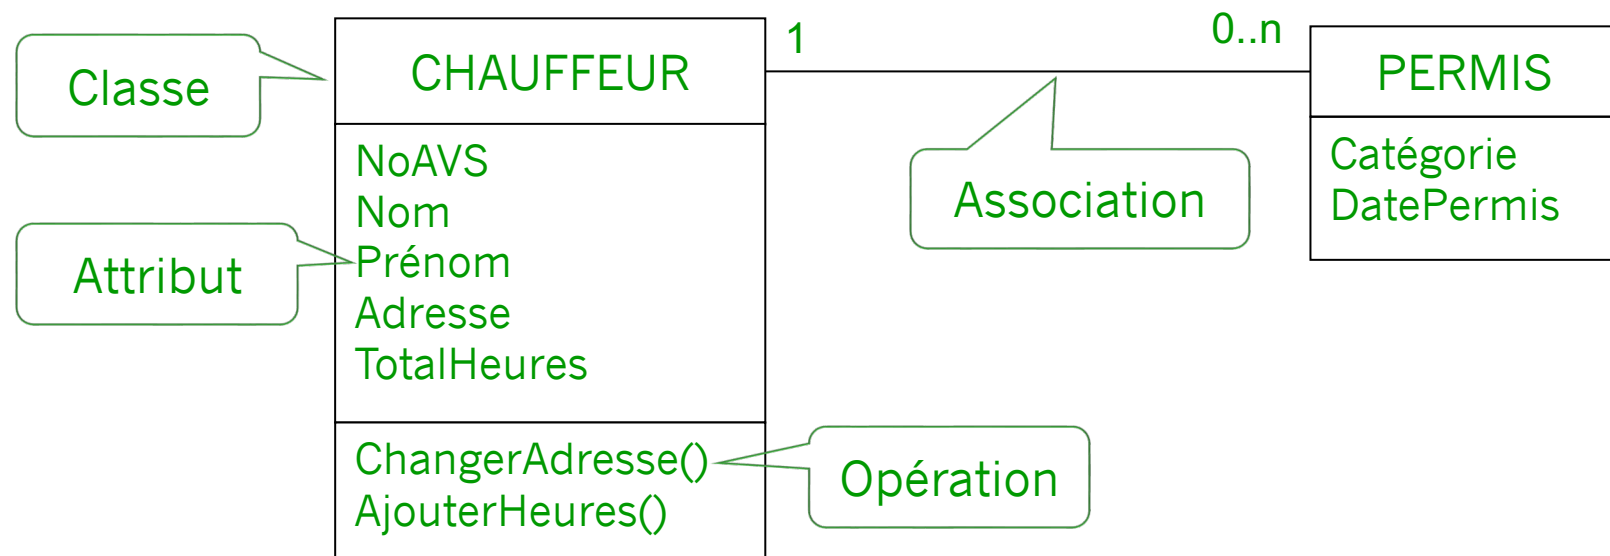 Classe
CHAUFFEUR
1
0..n
PERMIS
Attribut
NoAVS
Nom
Prénom
Adresse
TotalHeures
Association
Catégorie
DatePermis
ChangerAdresse()
AjouterHeures()
Opération